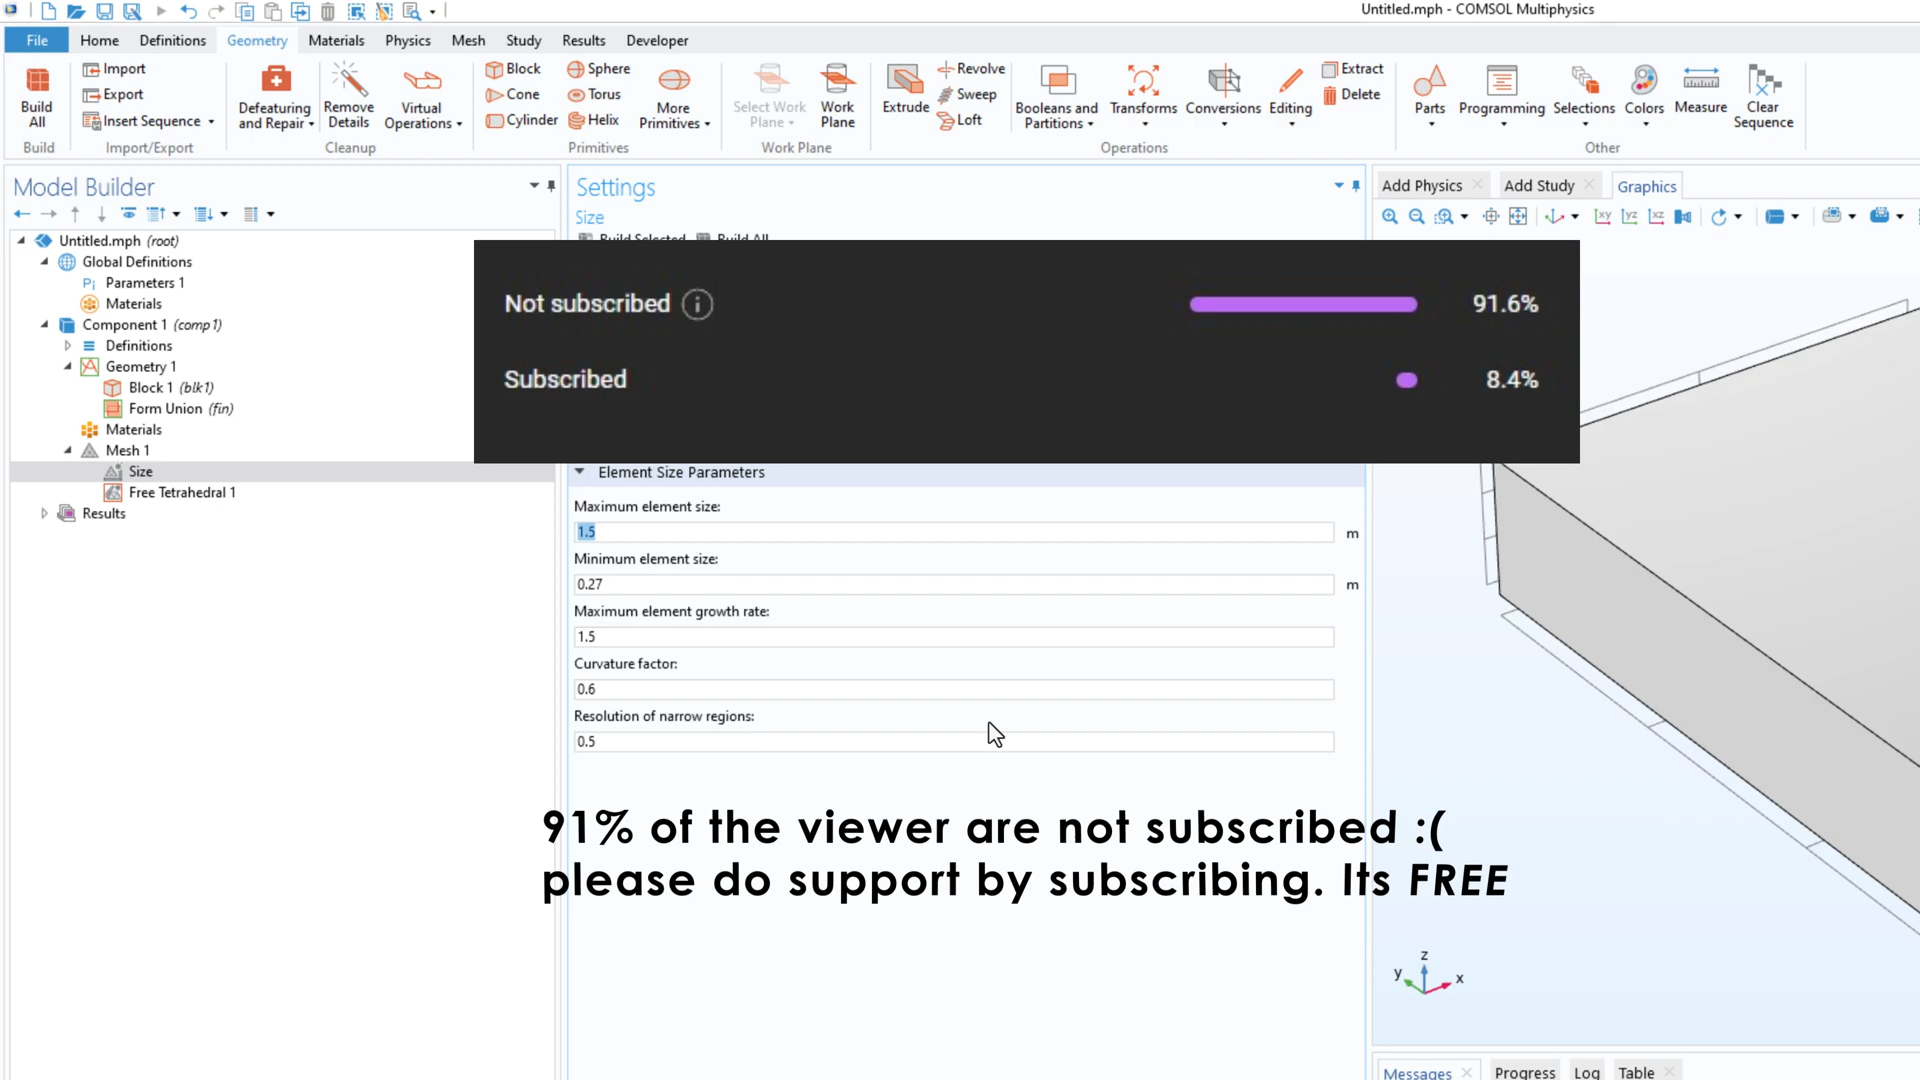 Untitled.mph - COMSOL Multiphysics
File Home Definitions Geometry Materials Physics Mesh Study Results Developer
Build All
Build
Import
Export
Insert Sequence
Import/Export
Defeaturing and Repair
Remove Details
Virtual Operations
Cleanup
Block
Cone
Cylinder
Sphere
Torus
Helix
More Primitives
Primitives
Select Work Plane
Work Plane
Work Plane
Extrude
Revolve
Sweep
Loft
Booleans and Partitions
Transforms
Conversions
Editing
Extract
Delete
Operations
Parts
Programming
Selections
Colors
Measure
Clear Sequence
Other
Model Builder
Untitled.mph (root)
Global Definitions
Pi Parameters 1
Materials
Component 1 (comp1)
Definitions
Geometry 1
Block 1 (blk1)
Form Union (fin)
Materials
Mesh 1
Size
Free Tetrahedral 1
Results
Settings
Size
Build Selected Build All
Not subscribed i 91.6%
Subscribed 8.4%
Element Size Parameters
Maximum element size:
1.5 m
Minimum element size:
0.27 m
Maximum element growth rate:
1.5
Curvature factor:
0.6
Resolution of narrow regions:
0.5
91% of the viewer are not subscribed :(
please do support by subscribing. Its FREE
Add Physics Add Study Graphics
xy yz xz
z
y x
Messages Progress Log Table